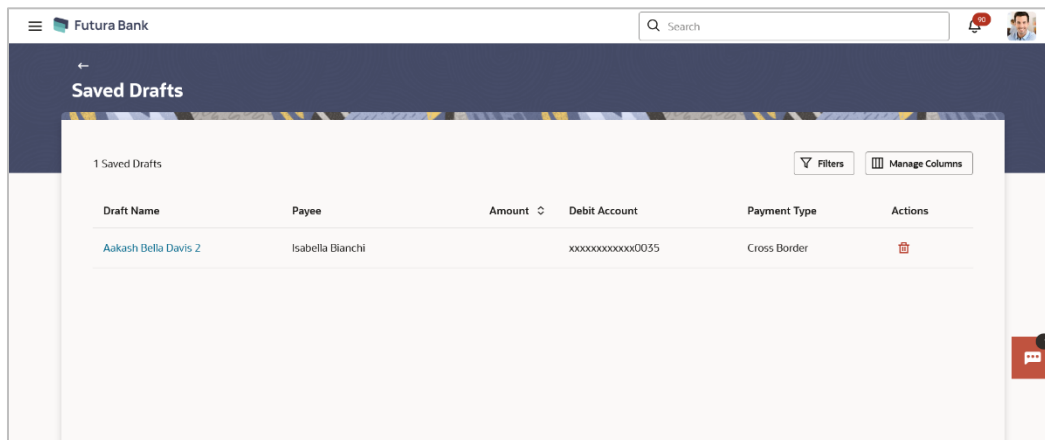 Futura Bank
Search
90
Saved Drafts
1 Saved Drafts
Filters
Manage Columns
Draft Name Payee Amount Debit Account Payment Type Actions
Aakash Bella Davis 2 Isabella Bianchi xxxxxxxxxxxx0035 Cross Border